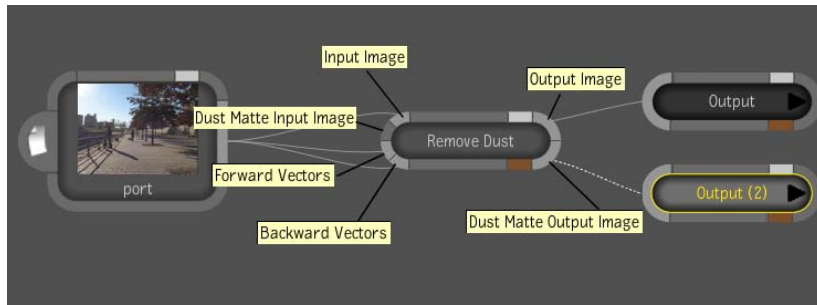 Input Image
Output Image
Output
Dust Matte Input Image
Remove Dust
port
Forward Vectors
Output (2)
Backward Vectors
Dust Matte Output Image